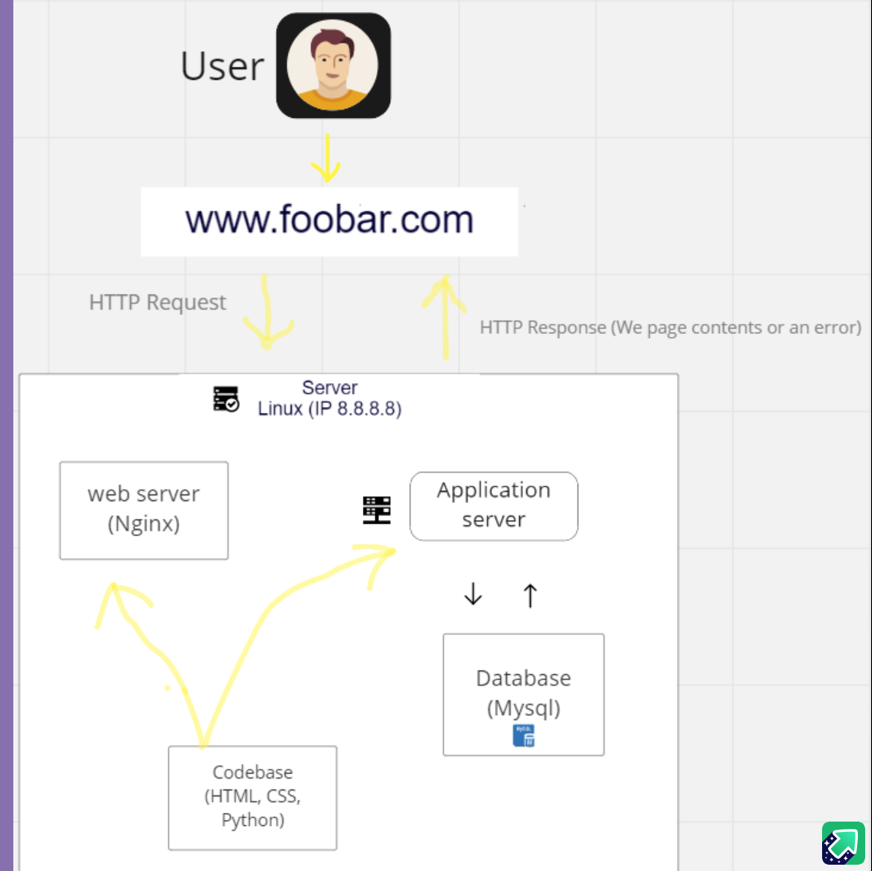 User
www.foobar.com
HTTP Request
HTTP Response (We page contents or an error)
Server
Linux (IP 8.8.8.8)
web server
(Nginx)
Application
server
Database
(Mysql)
MySQL
Codebase
(HTML, CSS,
Python)